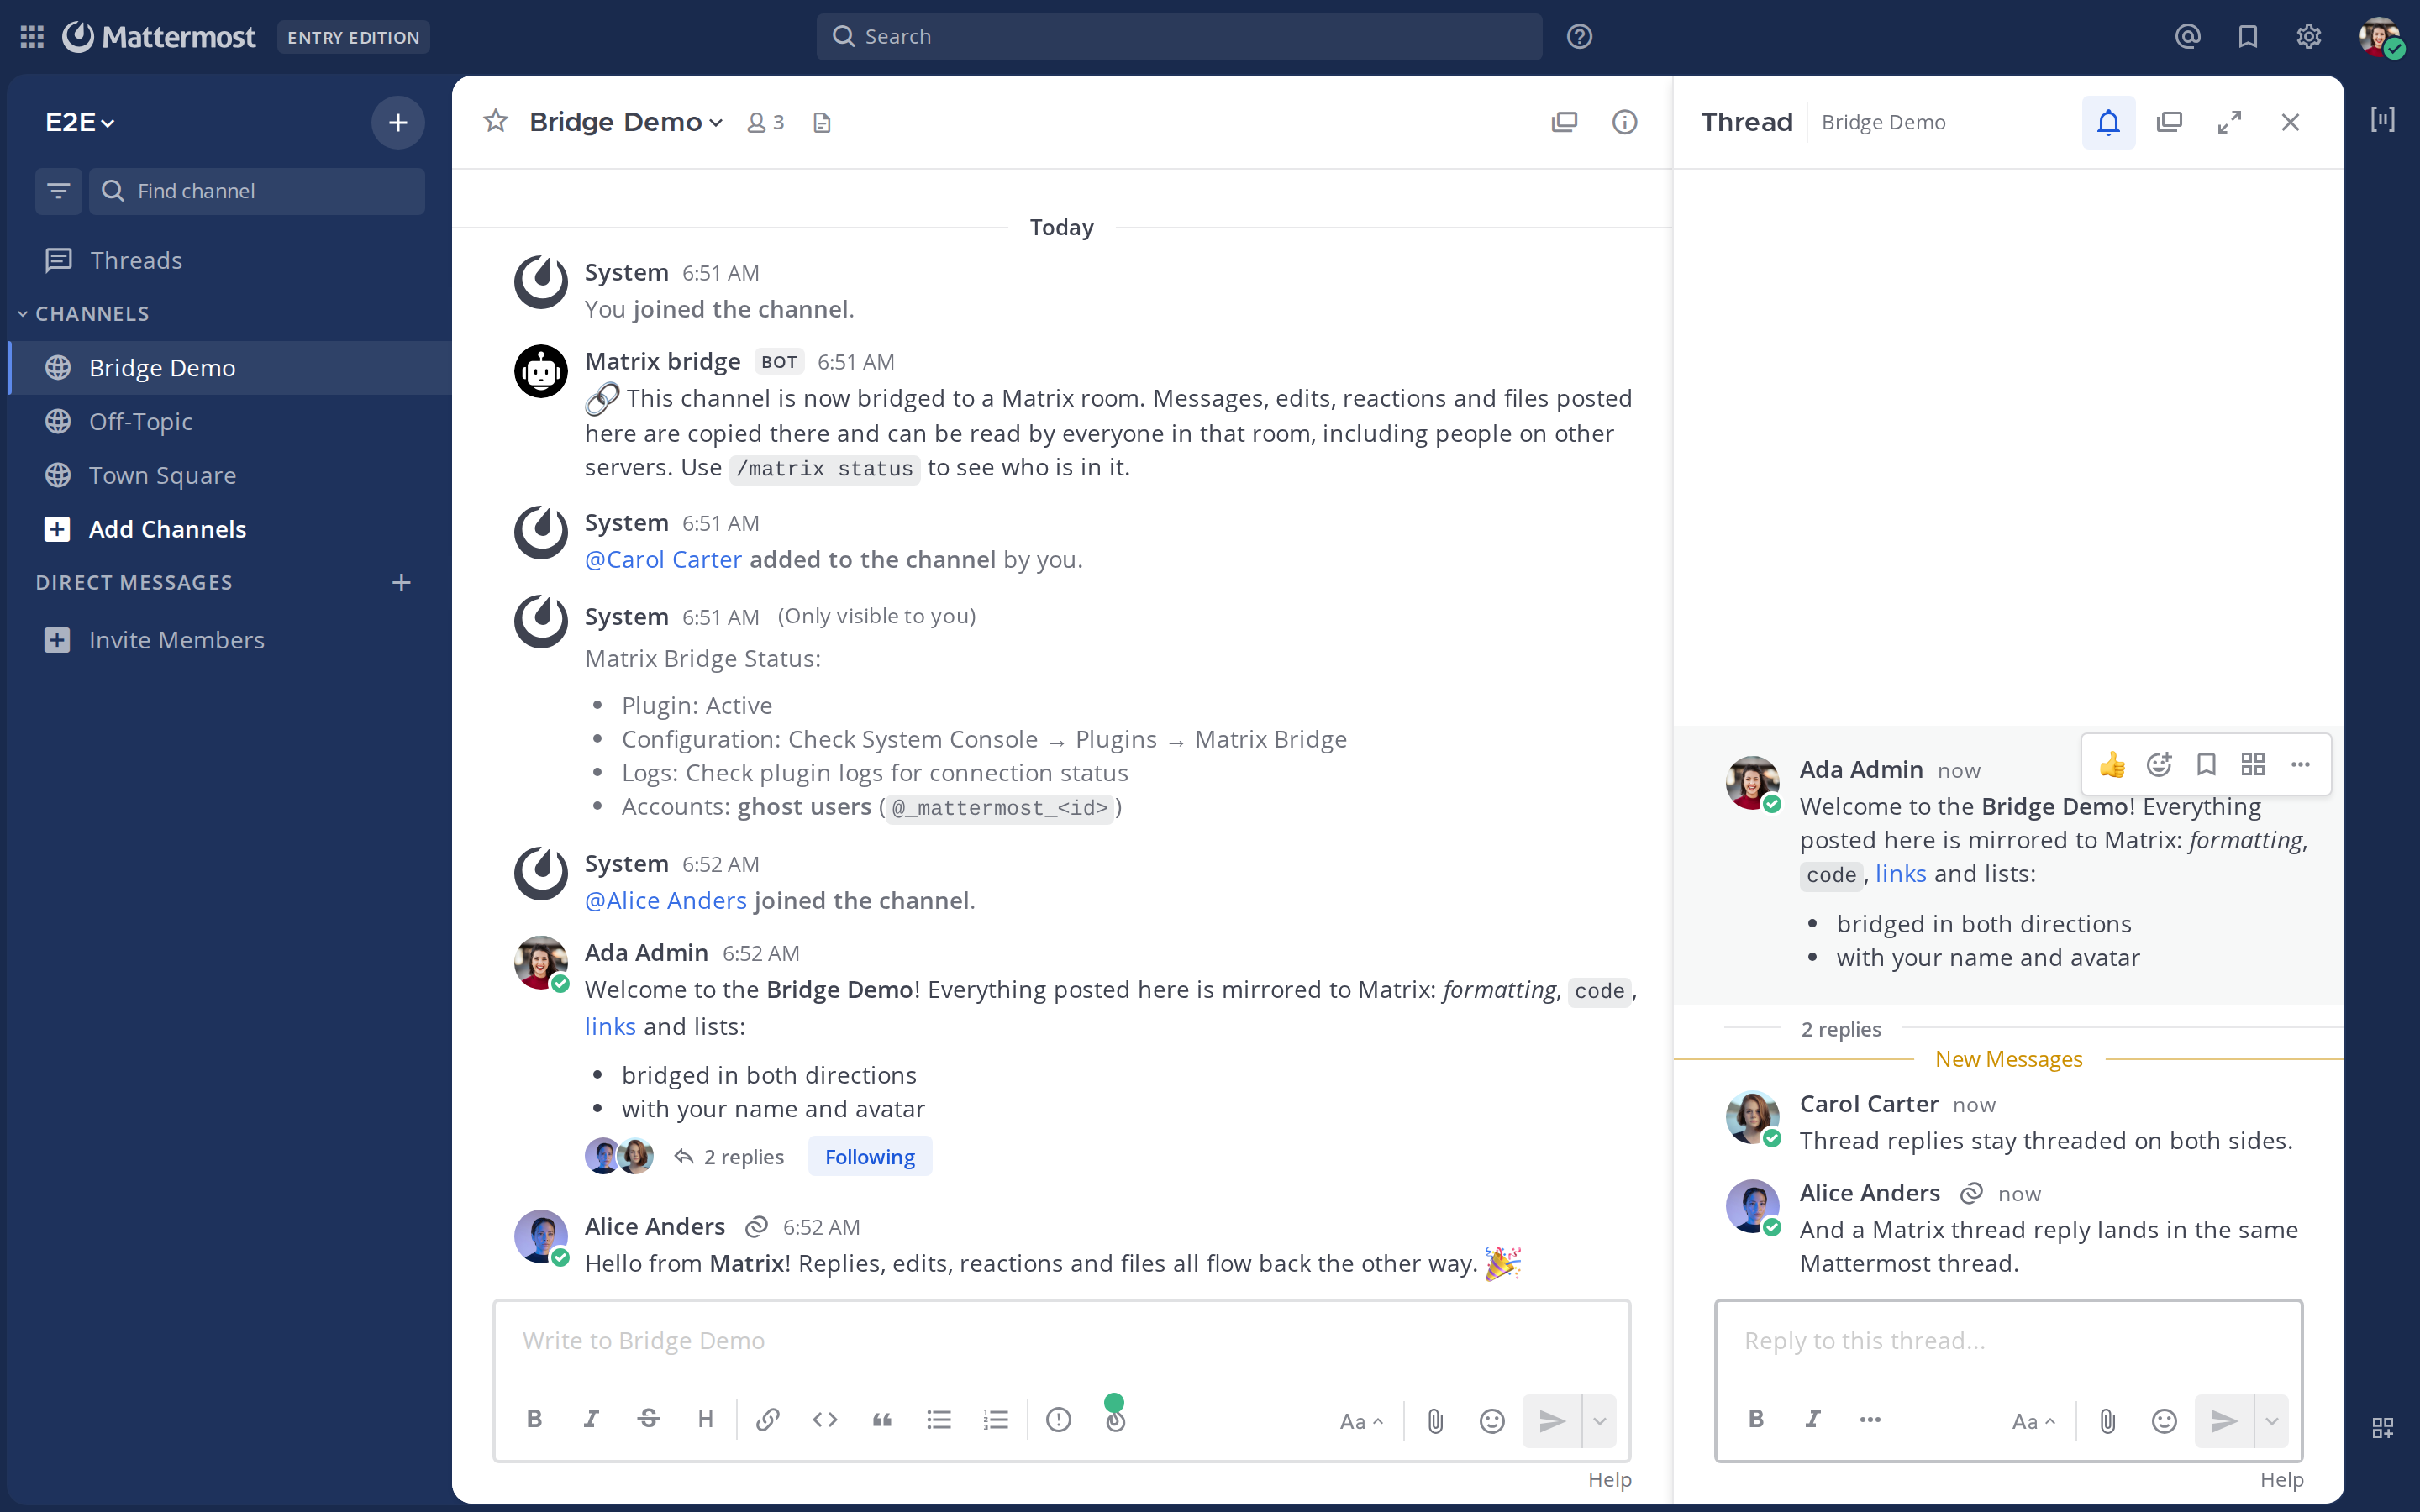 Mattermost
ENTRY EDITION
Search
E2E
Find channel
Threads
CHANNELS
Bridge Demo
Off-Topic
Town Square
Add Channels
DIRECT MESSAGES
Invite Members
Bridge Demo
3
Today
System 6:51 AM
You joined the channel.
Matrix bridge BOT 6:51 AM
This channel is now bridged to a Matrix room. Messages, edits, reactions and files posted
here are copied there and can be read by everyone in that room, including people on other
servers. Use /matrix status to see who is in it.
System 6:51 AM
@Carol Carter added to the channel by you.
System 6:51 AM (Only visible to you)
Matrix Bridge Status:
• Plugin: Active
• Configuration: Check System Console → Plugins → Matrix Bridge
• Logs: Check plugin logs for connection status
• Accounts: ghost users (@_mattermost_<id>)
System 6:52 AM
@Alice Anders joined the channel.
Ada Admin 6:52 AM
Welcome to the Bridge Demo! Everything posted here is mirrored to Matrix: formatting, code,
links and lists:
• bridged in both directions
• with your name and avatar
2 replies Following
Alice Anders 6:52 AM
Hello from Matrix! Replies, edits, reactions and files all flow back the other way. 🎉
Write to Bridge Demo
B I S H
Aa
Help
Thread Bridge Demo
Ada Admin now
Welcome to the Bridge Demo! Everything
posted here is mirrored to Matrix: formatting,
code, links and lists:
• bridged in both directions
• with your name and avatar
2 replies
New Messages
Carol Carter now
Thread replies stay threaded on both sides.
Alice Anders now
And a Matrix thread reply lands in the same
Mattermost thread.
Reply to this thread...
B I
Aa
Help